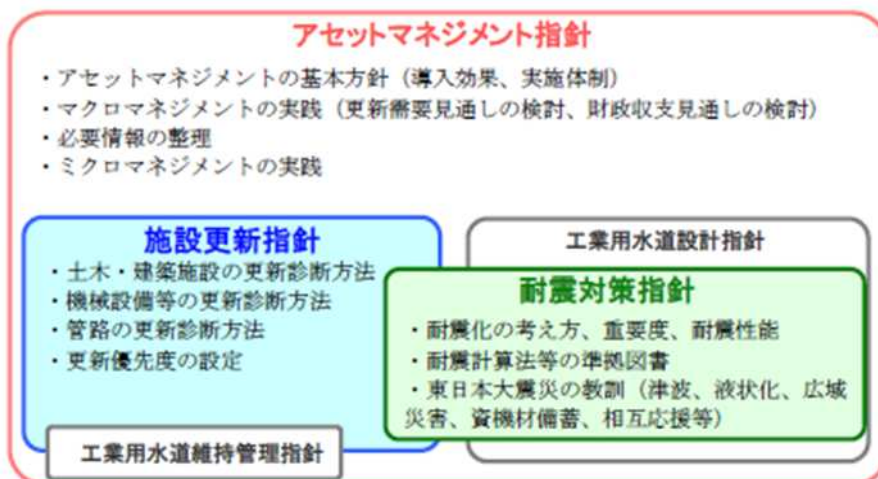 アセットマネジメント指針
・アセットマネジメントの基本方針（導入効果、実施体制）
・マクロマネジメントの実践（更新需要見通しの検討、財政収支見通しの検討）
・必要情報の整理
・ミクロマネジメントの実践
施設更新指針
・土木・建築施設の更新診断方法
・機械設備等の更新診断方法
・管路の更新診断方法
・更新優先度の設定
工業用水道維持管理指針
工業用水道設計指針
耐震対策指針
・耐震化の考え方、重要度、耐震性能
・耐震計算法等の準拠図書
・東日本大震災の教訓（津波、液状化、広域
災害、資機材備蓄、相互応援等）